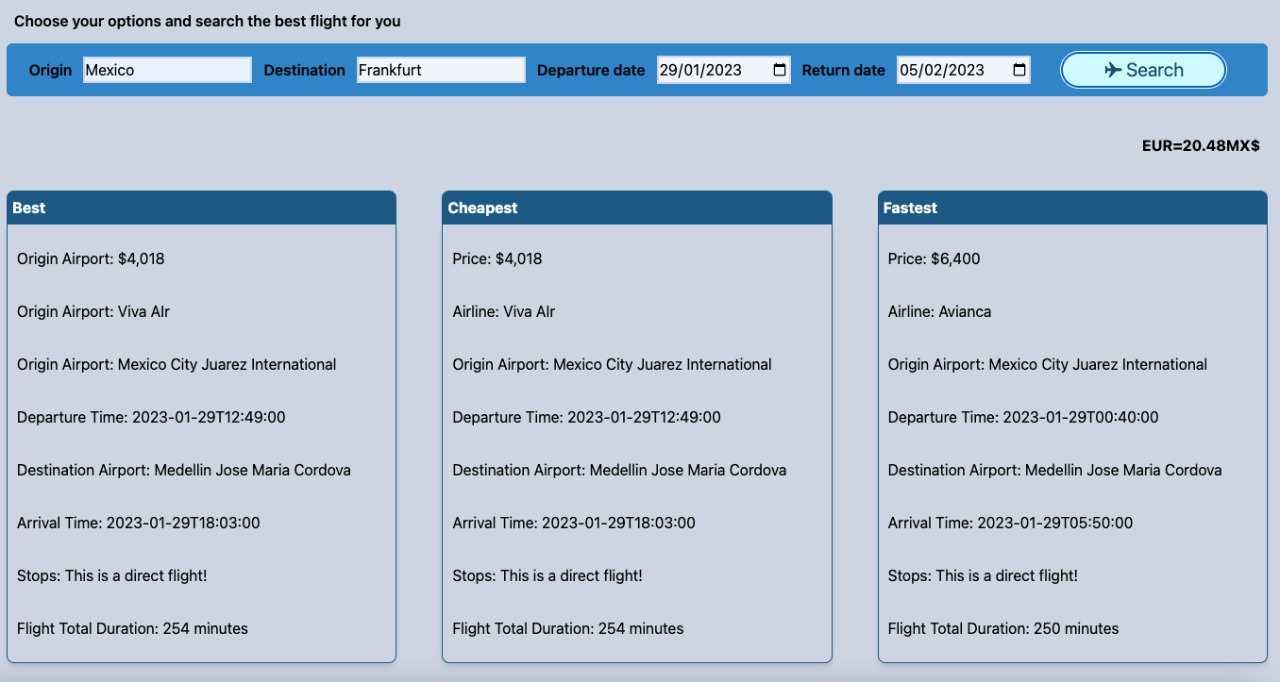 Choose your options and search the best flight for you
Origin Mexico Destination Frankfurt Departure date 29/01/2023 Return date 05/02/2023 Search
EUR=20.48MX$
Best
Origin Airport: $4,018
Origin Airport: Viva AIr
Origin Airport: Mexico City Juarez International
Departure Time: 2023-01-29T12:49:00
Destination Airport: Medellin Jose Maria Cordova
Arrival Time: 2023-01-29T18:03:00
Stops: This is a direct flight!
Flight Total Duration: 254 minutes
Cheapest
Price: $4,018
Airline: Viva AIr
Origin Airport: Mexico City Juarez International
Departure Time: 2023-01-29T12:49:00
Destination Airport: Medellin Jose Maria Cordova
Arrival Time: 2023-01-29T18:03:00
Stops: This is a direct flight!
Flight Total Duration: 254 minutes
Fastest
Price: $6,400
Airline: Avianca
Origin Airport: Mexico City Juarez International
Departure Time: 2023-01-29T00:40:00
Destination Airport: Medellin Jose Maria Cordova
Arrival Time: 2023-01-29T05:50:00
Stops: This is a direct flight!
Flight Total Duration: 250 minutes